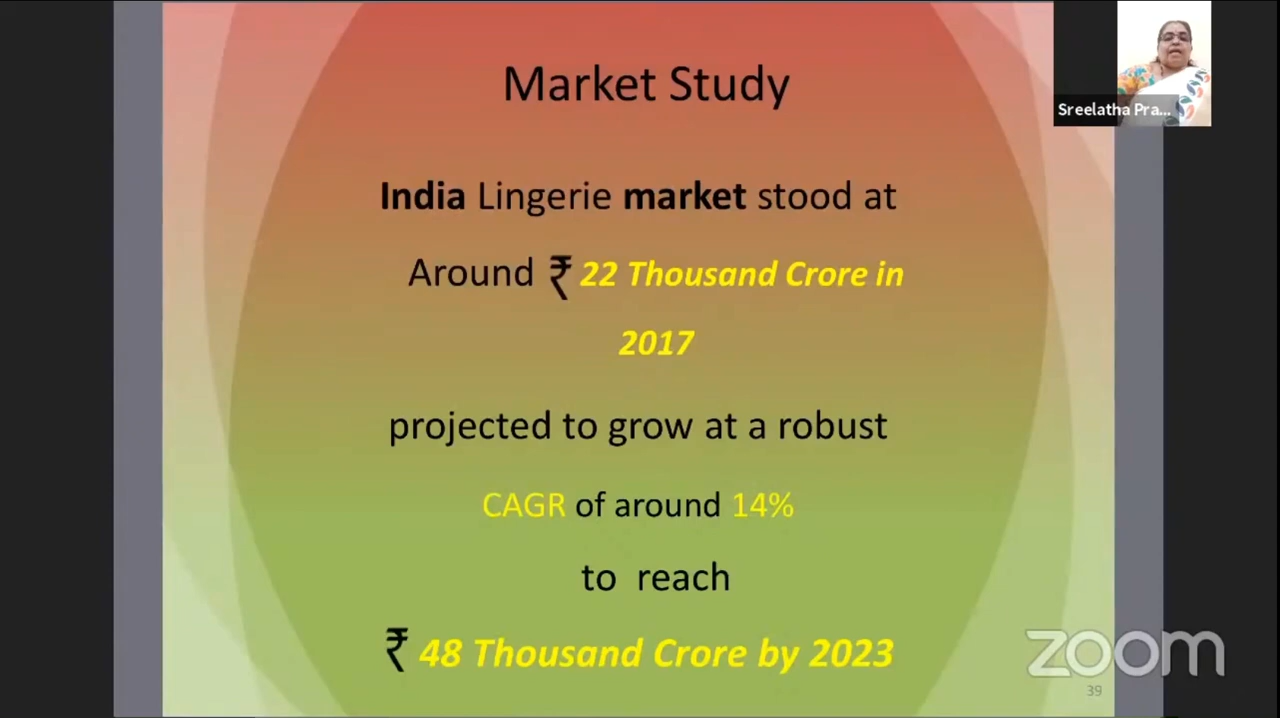 Market Study
Sreelatha Pra...
India Lingerie market stood at
Around ₹ 22 Thousand Crore in
2017
projected to grow at a robust
CAGR of around 14%
to reach
₹ 48 Thousand Crore by 2023
zoom
39